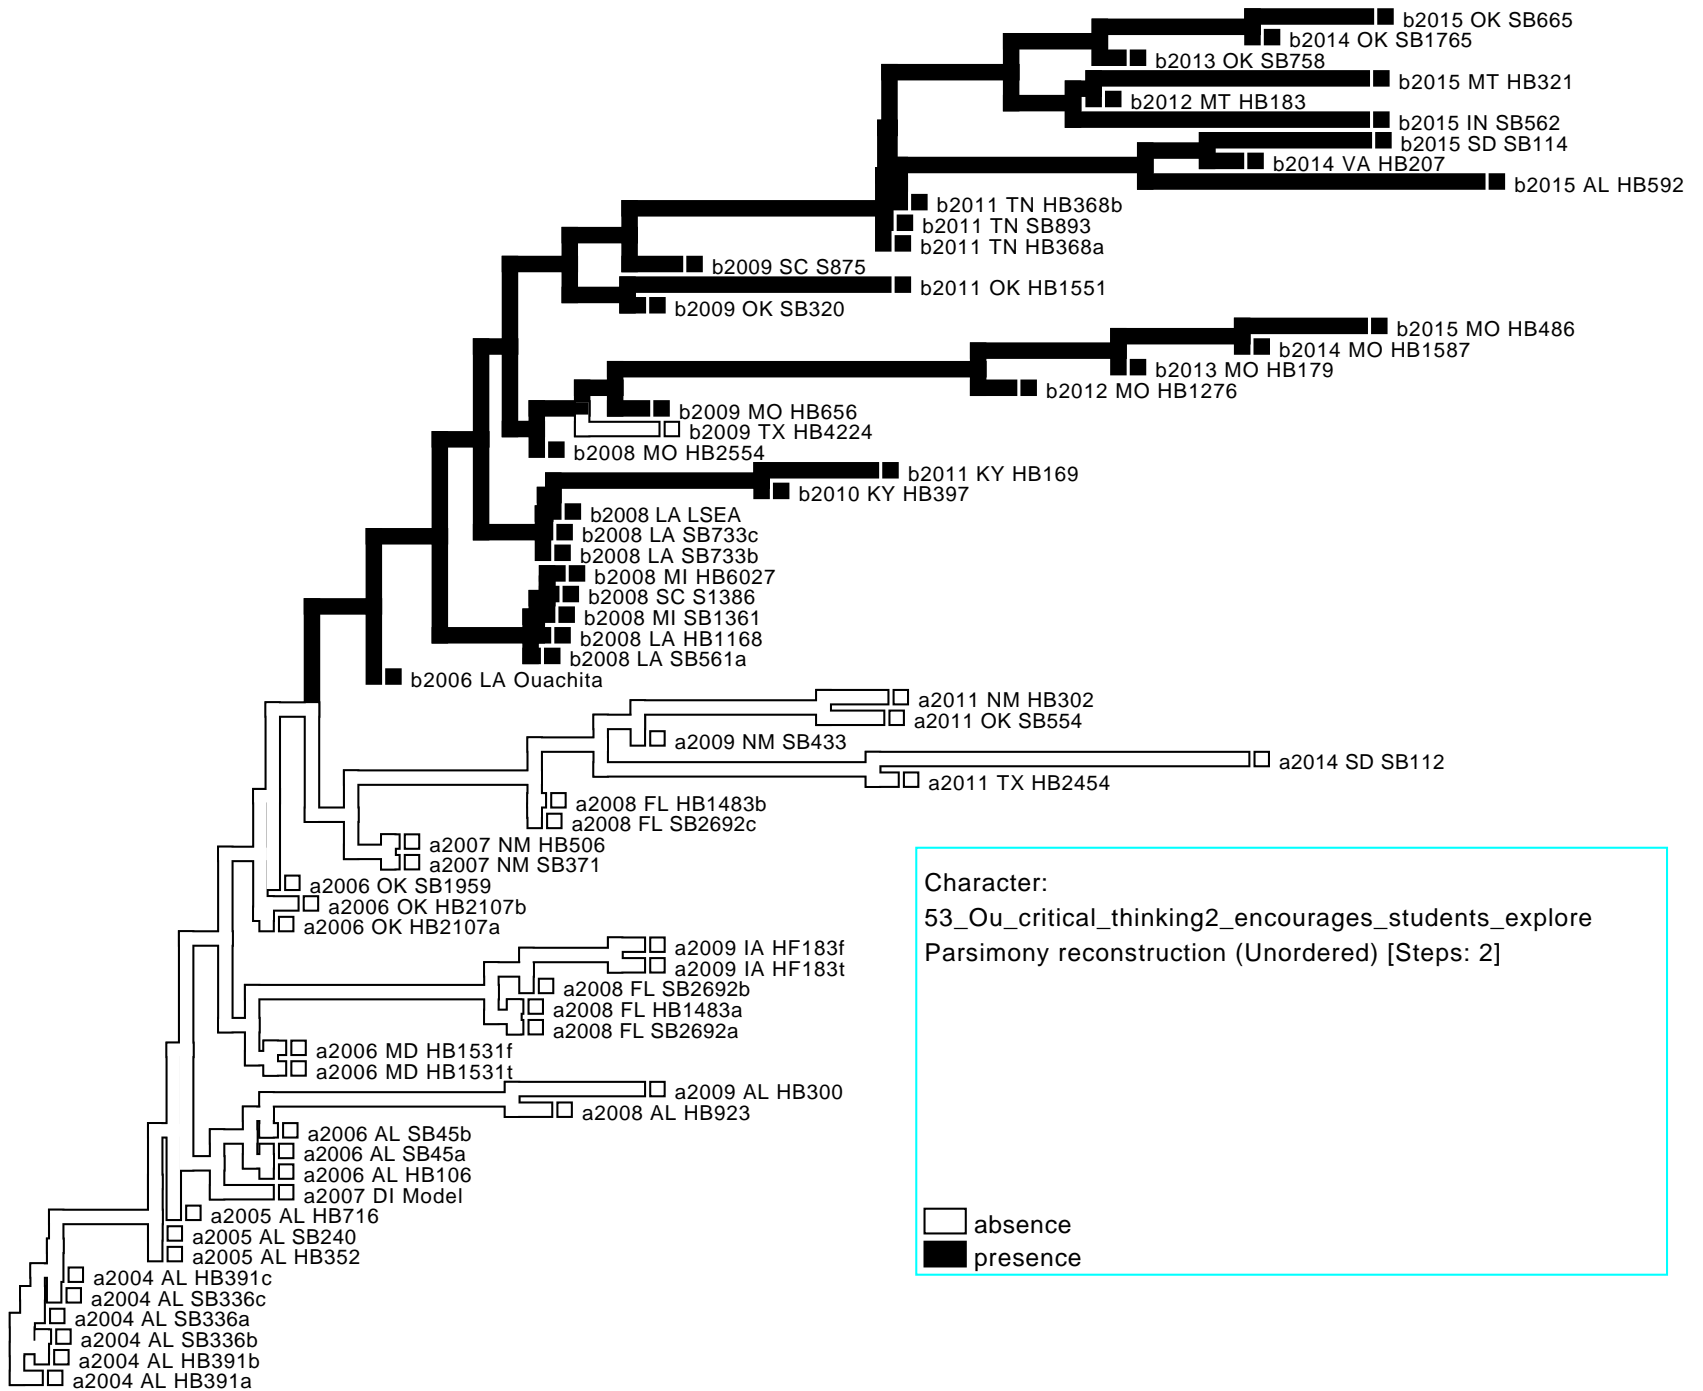 b2015 OK SB665
b2014 OK SB1765
b2013 OK SB758
b2015 MT HB321
b2012 MT HB183
b2015 IN SB562
b2015 SD SB114
b2014 VA HB207
b2015 AL HB592
b2011 TN HB368b
b2011 TN SB893
b2011 TN HB368a
b2009 SC S875
b2011 OK HB1551
b2009 OK SB320
b2015 MO HB486
b2014 MO HB1587
b2013 MO HB179
b2012 MO HB1276
b2009 MO HB656
b2009 TX HB4224
b2008 MO HB2554
b2011 KY HB169
b2010 KY HB397
b2008 LA LSEA
b2008 LA SB733c
b2008 LA SB733b
b2008 MI HB6027
b2008 SC S1386
b2008 MI SB1361
b2008 LA HB1168
b2008 LA SB561a
b2006 LA Ouachita
a2011 NM HB302
a2011 OK SB554
a2009 NM SB433
a2014 SD SB112
a2011 TX HB2454
a2008 FL HB1483b
a2008 FL SB2692c
a2007 NM HB506
a2007 NM SB371
a2006 OK SB1959
a2006 OK HB2107b
a2006 OK HB2107a
a2009 IA HF183f
a2009 IA HF183t
a2008 FL SB2692b
a2008 FL HB1483a
a2008 FL SB2692a
a2006 MD HB1531f
a2006 MD HB1531t
a2009 AL HB300
a2008 AL HB923
a2006 AL SB45b
a2006 AL SB45a
a2006 AL HB106
a2007 DI Model
a2005 AL HB716
a2005 AL SB240
a2005 AL HB352
a2004 AL HB391c
a2004 AL SB336c
a2004 AL SB336a
a2004 AL SB336b
a2004 AL HB391b
a2004 AL HB391a
Character:
53_Ou_critical_thinking2_encourages_students_explore
Parsimony reconstruction (Unordered) [Steps: 2]
absence
presence